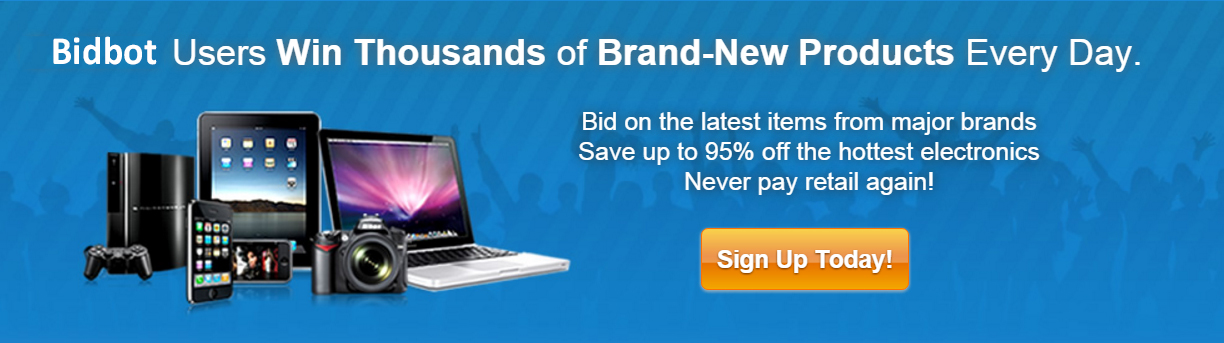 Bidbot Users Win Thousands of Brand-New Products Every Day.
Bid on the latest items from major brands
Save up to 95% off the hottest electronics
Never pay retail again!
Sign Up Today!
Nikon